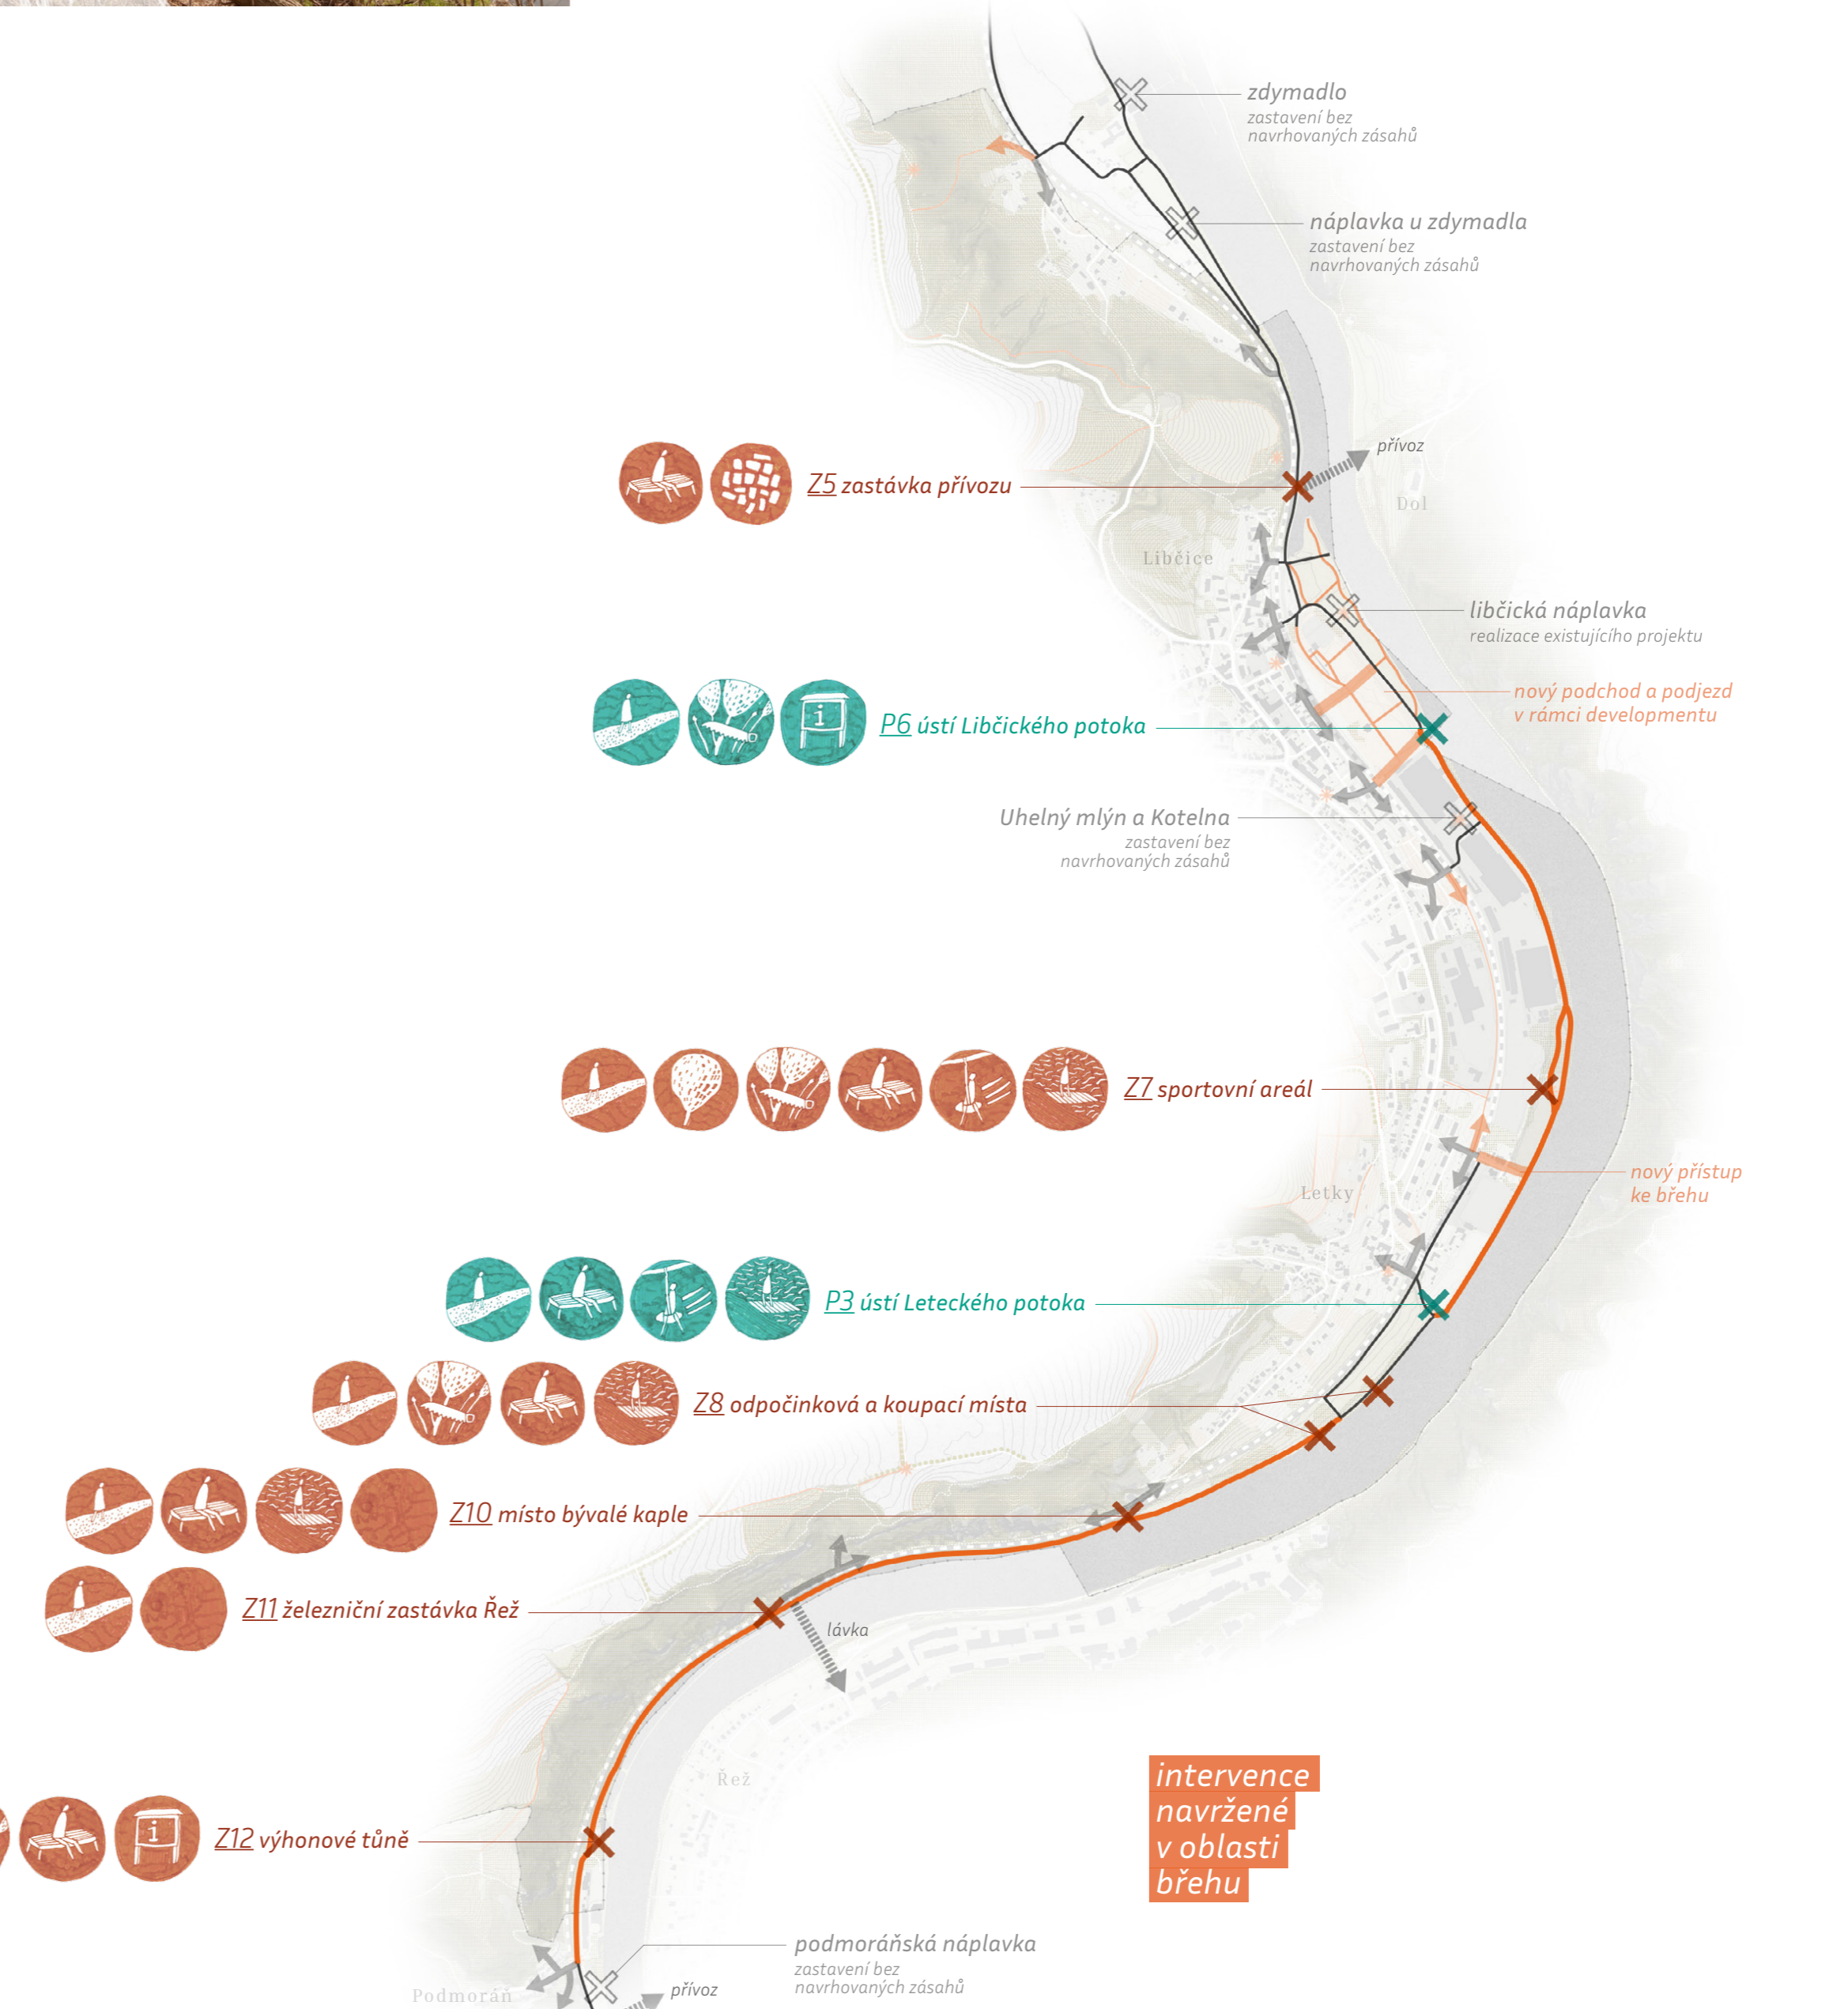 zdymadlo
zastavení bez
navrhovaných zásahů
náplavka u zdymadla
zastavení bez
navrhovaných zásahů
přívoz
Z5 zastávka přívozu
Dol
Libčice
libčická náplavka
realizace existujícího projektu
nový podchod a podjezd
v rámci developmentu
i
P6 ústí Libčického potoka
Uhelný mlýn a Kotelna
zastavení bez
navrhovaných zásahů
Z7 sportovní areál
nový přístup
ke břehu
Letky
P3 ústí Leteckého potoka
Z8 odpočinková a koupací místa
Z10 místo bývalé kaple
Z11 železniční zastávka Řež
lávka
Řež
intervence
navržené
v oblasti
břehu
i
Z12 výhonové tůně
podmoráňská náplavka
zastavení bez
navrhovaných zásahů
přívoz
Podmoráň